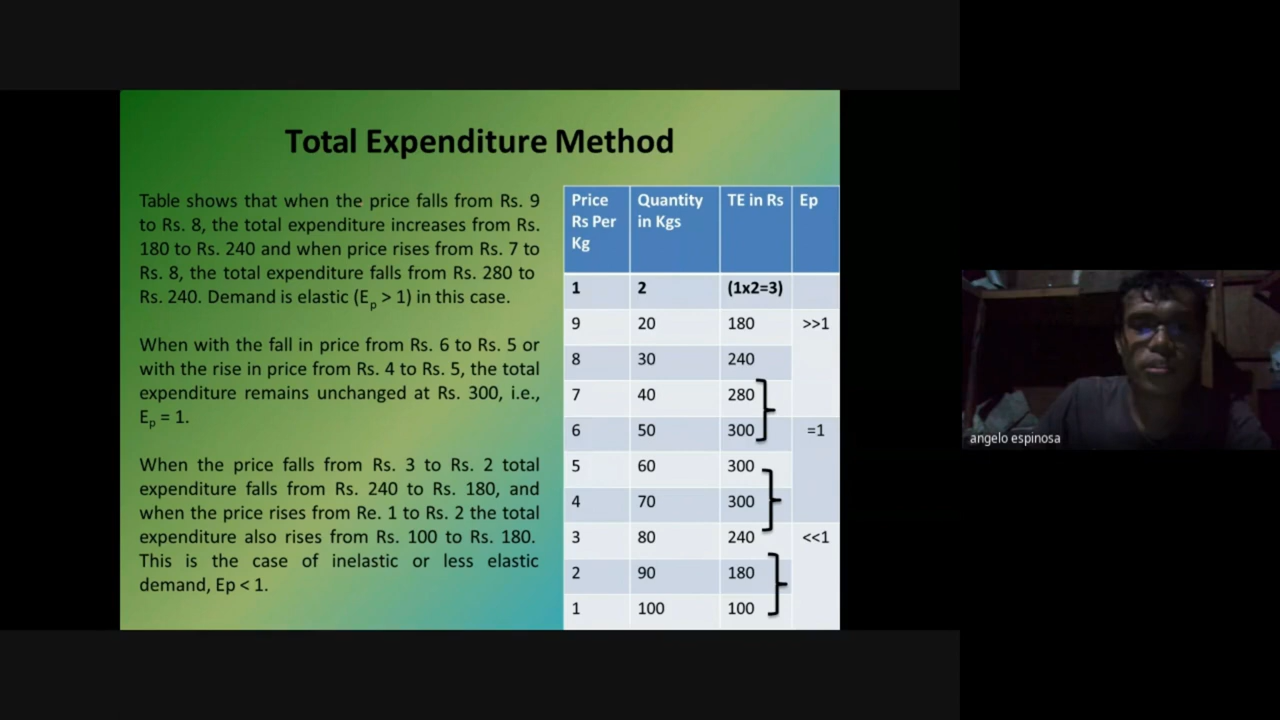 Total Expenditure Method
Table shows that when the price falls from Rs. 9
to Rs. 8, the total expenditure increases from Rs.
180 to Rs. 240 and when price rises from Rs. 7 to
Rs. 8, the total expenditure falls from Rs. 280 to
Rs. 240. Demand is elastic (Ep > 1) in this case.
When with the fall in price from Rs. 6 to Rs. 5 or
with the rise in price from Rs. 4 to Rs. 5, the total
expenditure remains unchanged at Rs. 300, i.e.,
Ep = 1.
When the price falls from Rs. 3 to Rs. 2 total
expenditure falls from Rs. 240 to Rs. 180, and
when the price rises from Re. 1 to Rs. 2 the total
expenditure also rises from Rs. 100 to Rs. 180.
This is the case of inelastic or less elastic
demand, Ep < 1.
Price Quantity TE in Rs Ep
Rs Per in Kgs
Kg
1 2 (1x2=3)
9 20 180 >>1
8 30 240
7 40 280
6 50 300 =1
5 60 300
4 70 300
3 80 240 <<1
2 90 180
1 100 100
angelo espinosa